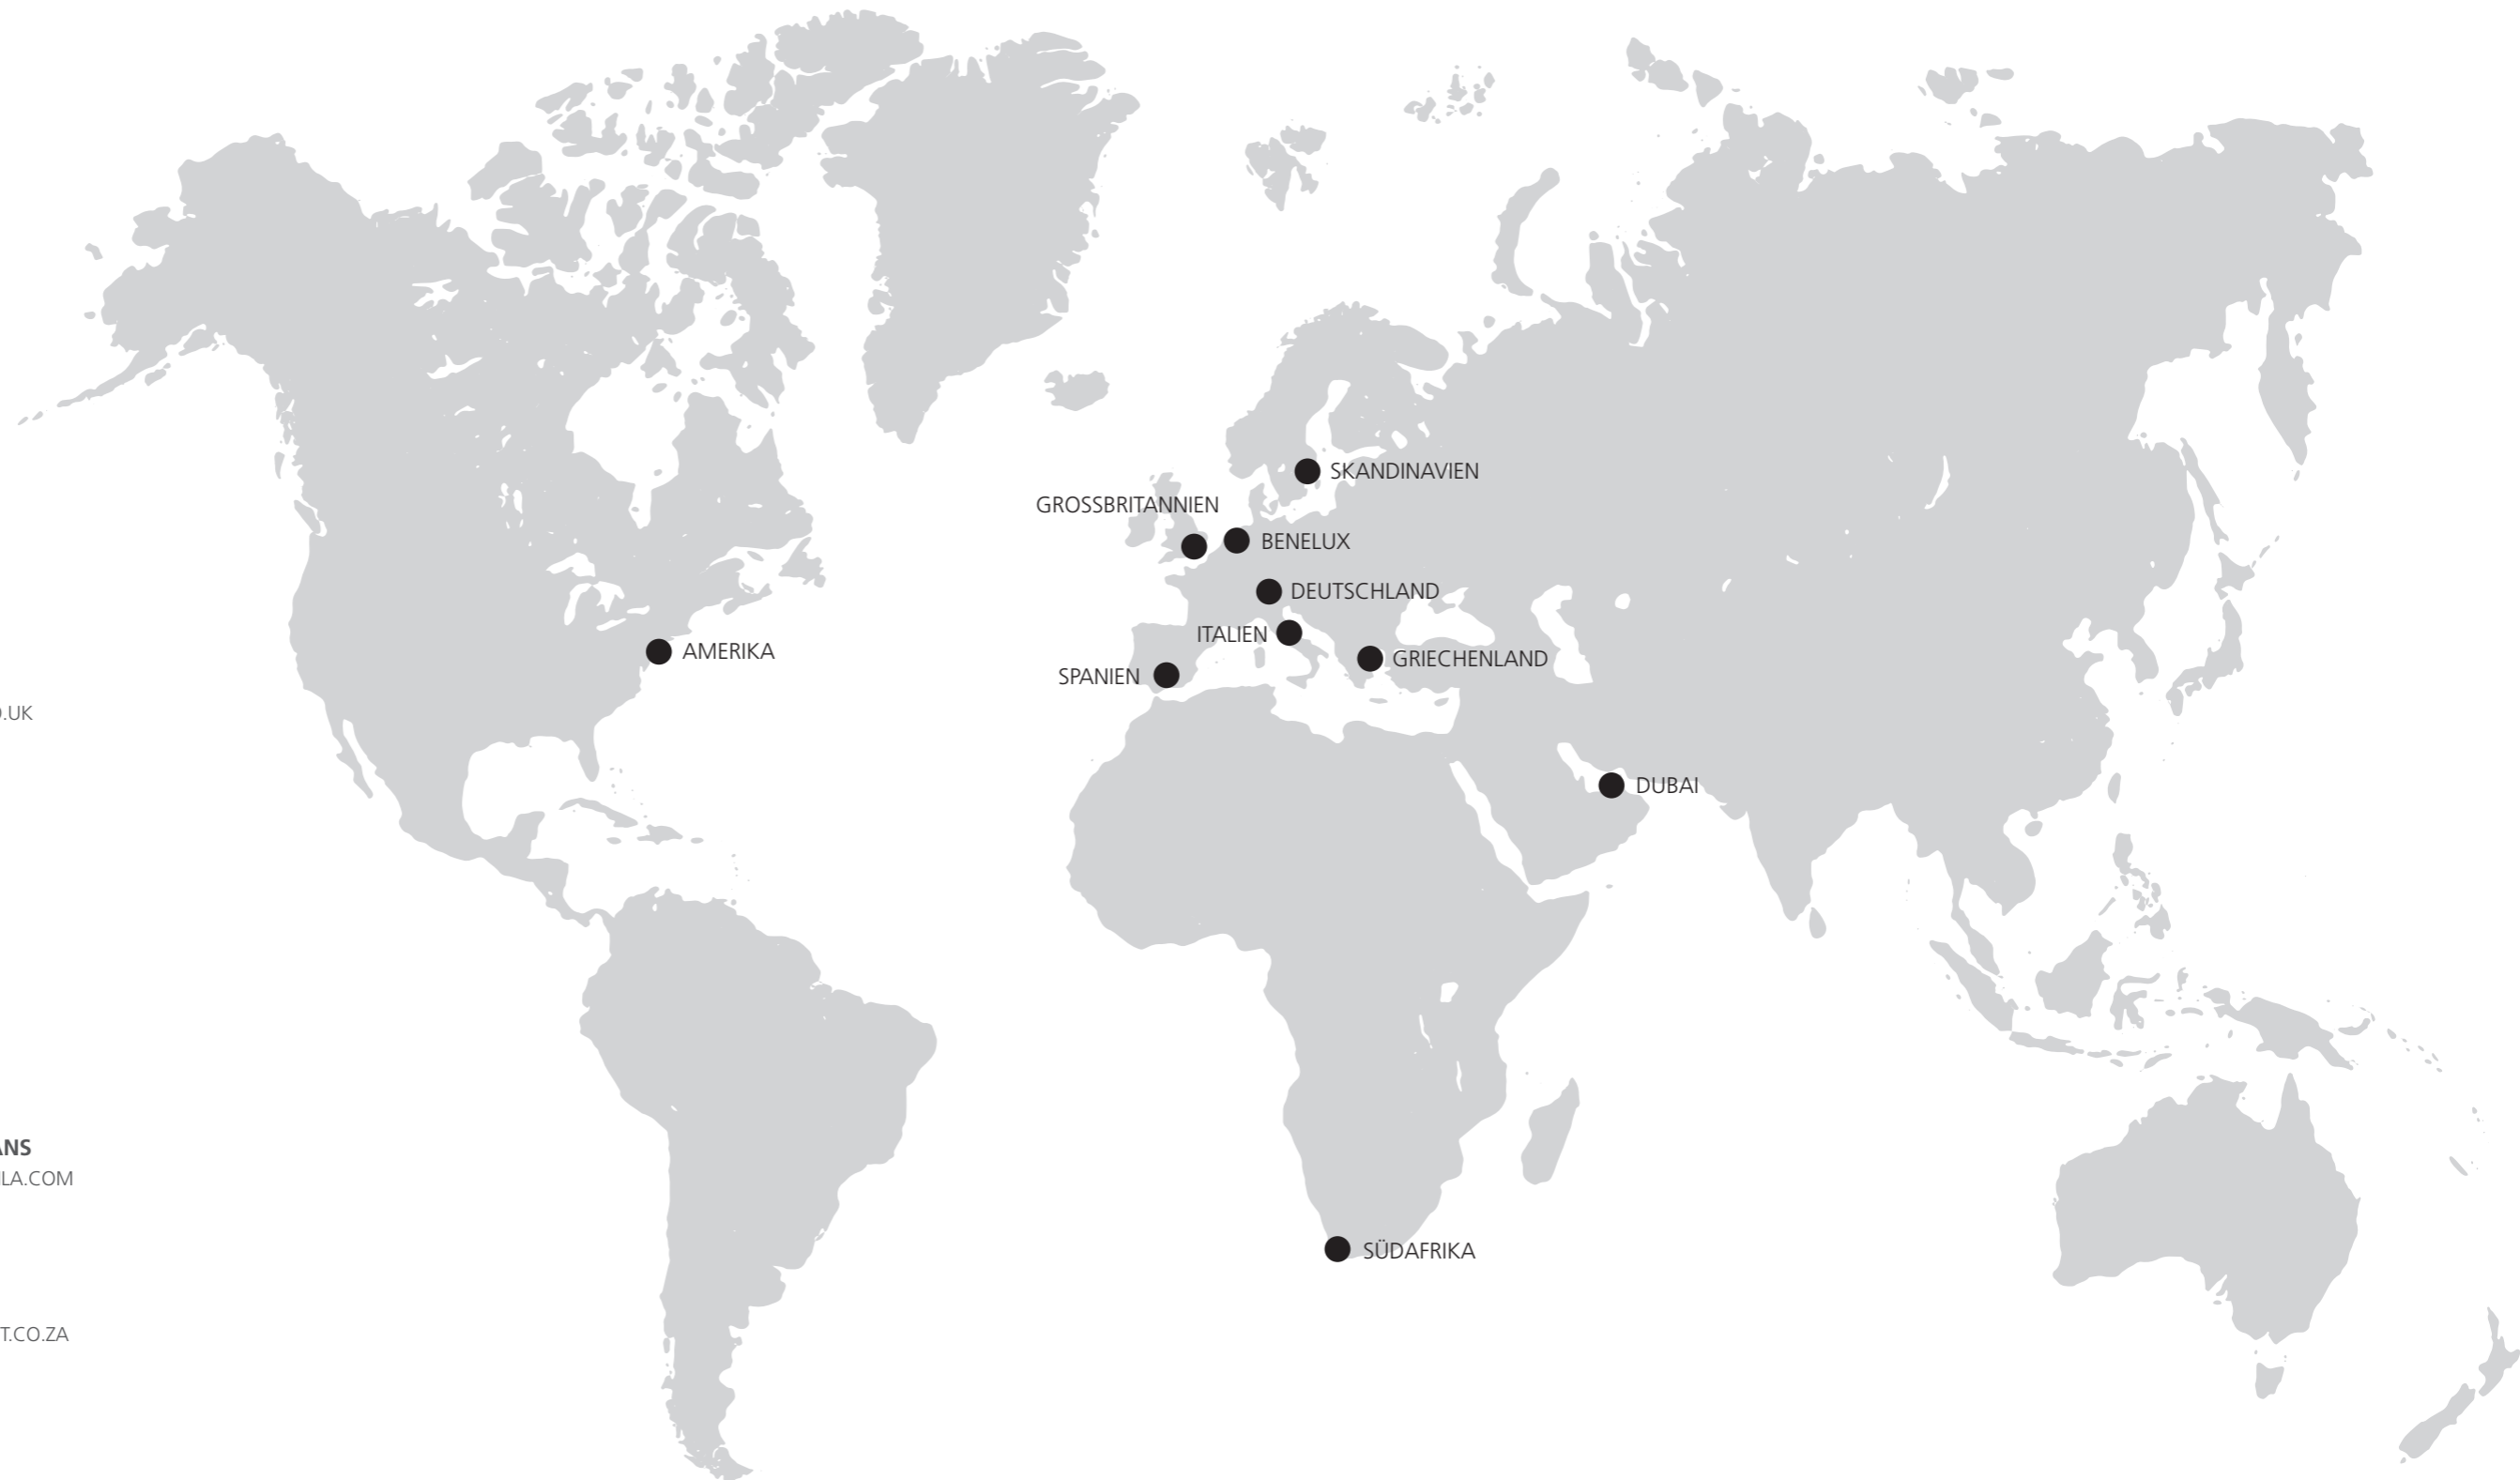 SKANDINAVIEN
GROSSBRITANNIEN
BENELUX
DEUTSCHLAND
ITALIEN
AMERIKA
GRIECHENLAND
SPANIEN
.UK
DUBAI
ANS
LA.COM
SÜDAFRIKA
T.CO.ZA